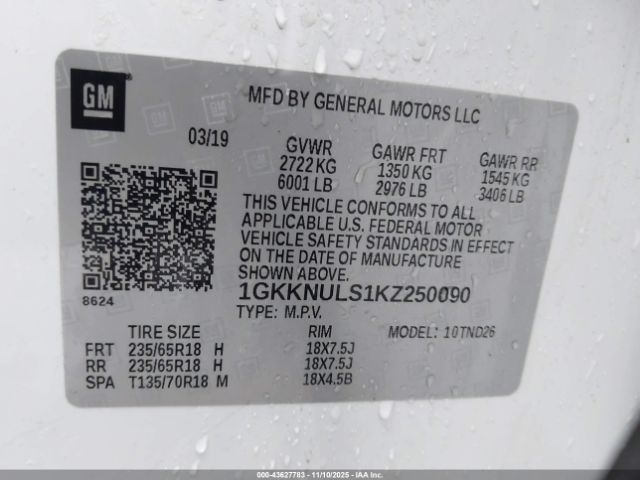 GM
MFD BY GENERAL MOTORS LLC
03/19
GVWR GAWR FRT GAWR RR
2722 KG 1350 KG 1545 KG
6001 LB 2976 LB 3406 LB
THIS VEHICLE CONFORMS TO ALL
APPLICABLE U.S. FEDERAL MOTOR
VEHICLE SAFETY STANDARDS IN EFFECT
ON THE DATE OF MANUFACTURE
SHOWN ABOVE.
8624
1GKKNULS1KZ250090
TYPE: M.P.V. MODEL: 10TND26
TIRE SIZE RIM
FRT 235/65R18 H 18X7.5J
RR 235/65R18 H 18X7.5J
SPA T135/70R18 M 18X4.5B
© - 43627783 - 11/10/2025 - IAAI.COM